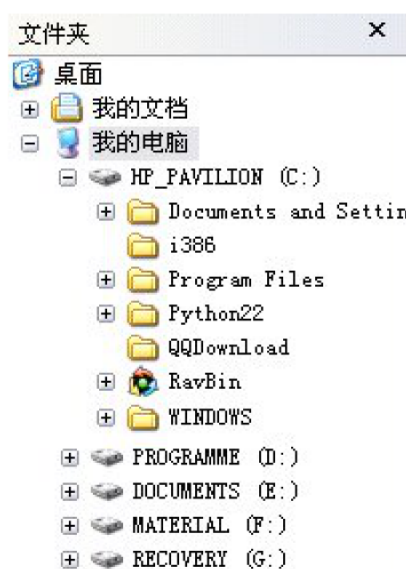 文件夹
桌面
我的文档
我的电脑
HP_PAVILION (C:)
Documents and Settin
i386
Program Files
Python22
QQDownload
RavBin
WINDOWS
PROGRAMME (D:)
DOCUMENTS (E:)
MATERIAL (F:)
RECOVERY (G:)